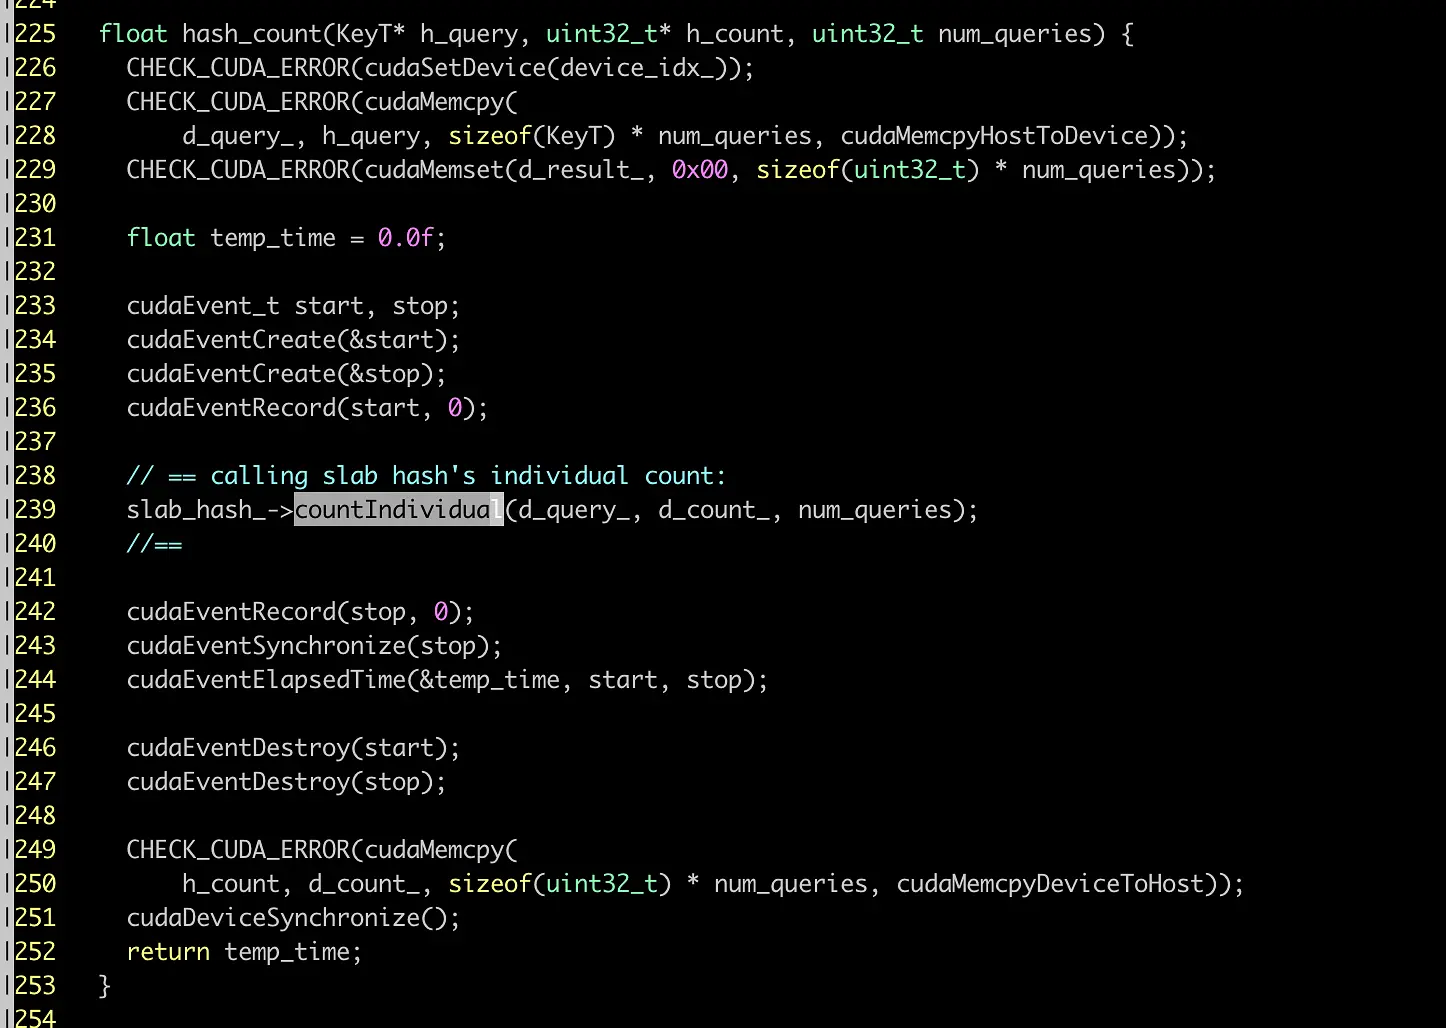 224
225 float hash_count(KeyT* h_query, uint32_t* h_count, uint32_t num_queries) {
226 CHECK_CUDA_ERROR(cudaSetDevice(device_idx_));
227 CHECK_CUDA_ERROR(cudaMemcpy(
228 d_query_, h_query, sizeof(KeyT) * num_queries, cudaMemcpyHostToDevice));
229 CHECK_CUDA_ERROR(cudaMemset(d_result_, 0x00, sizeof(uint32_t) * num_queries));
230
231 float temp_time = 0.0f;
232
233 cudaEvent_t start, stop;
234 cudaEventCreate(&start);
235 cudaEventCreate(&stop);
236 cudaEventRecord(start, 0);
237
238 // == calling slab hash's individual count:
239 slab_hash_->countIndividual(d_query_, d_count_, num_queries);
240 //==
241
242 cudaEventRecord(stop, 0);
243 cudaEventSynchronize(stop);
244 cudaEventElapsedTime(&temp_time, start, stop);
245
246 cudaEventDestroy(start);
247 cudaEventDestroy(stop);
248
249 CHECK_CUDA_ERROR(cudaMemcpy(
250 h_count, d_count_, sizeof(uint32_t) * num_queries, cudaMemcpyDeviceToHost));
251 cudaDeviceSynchronize();
252 return temp_time;
253 }
254